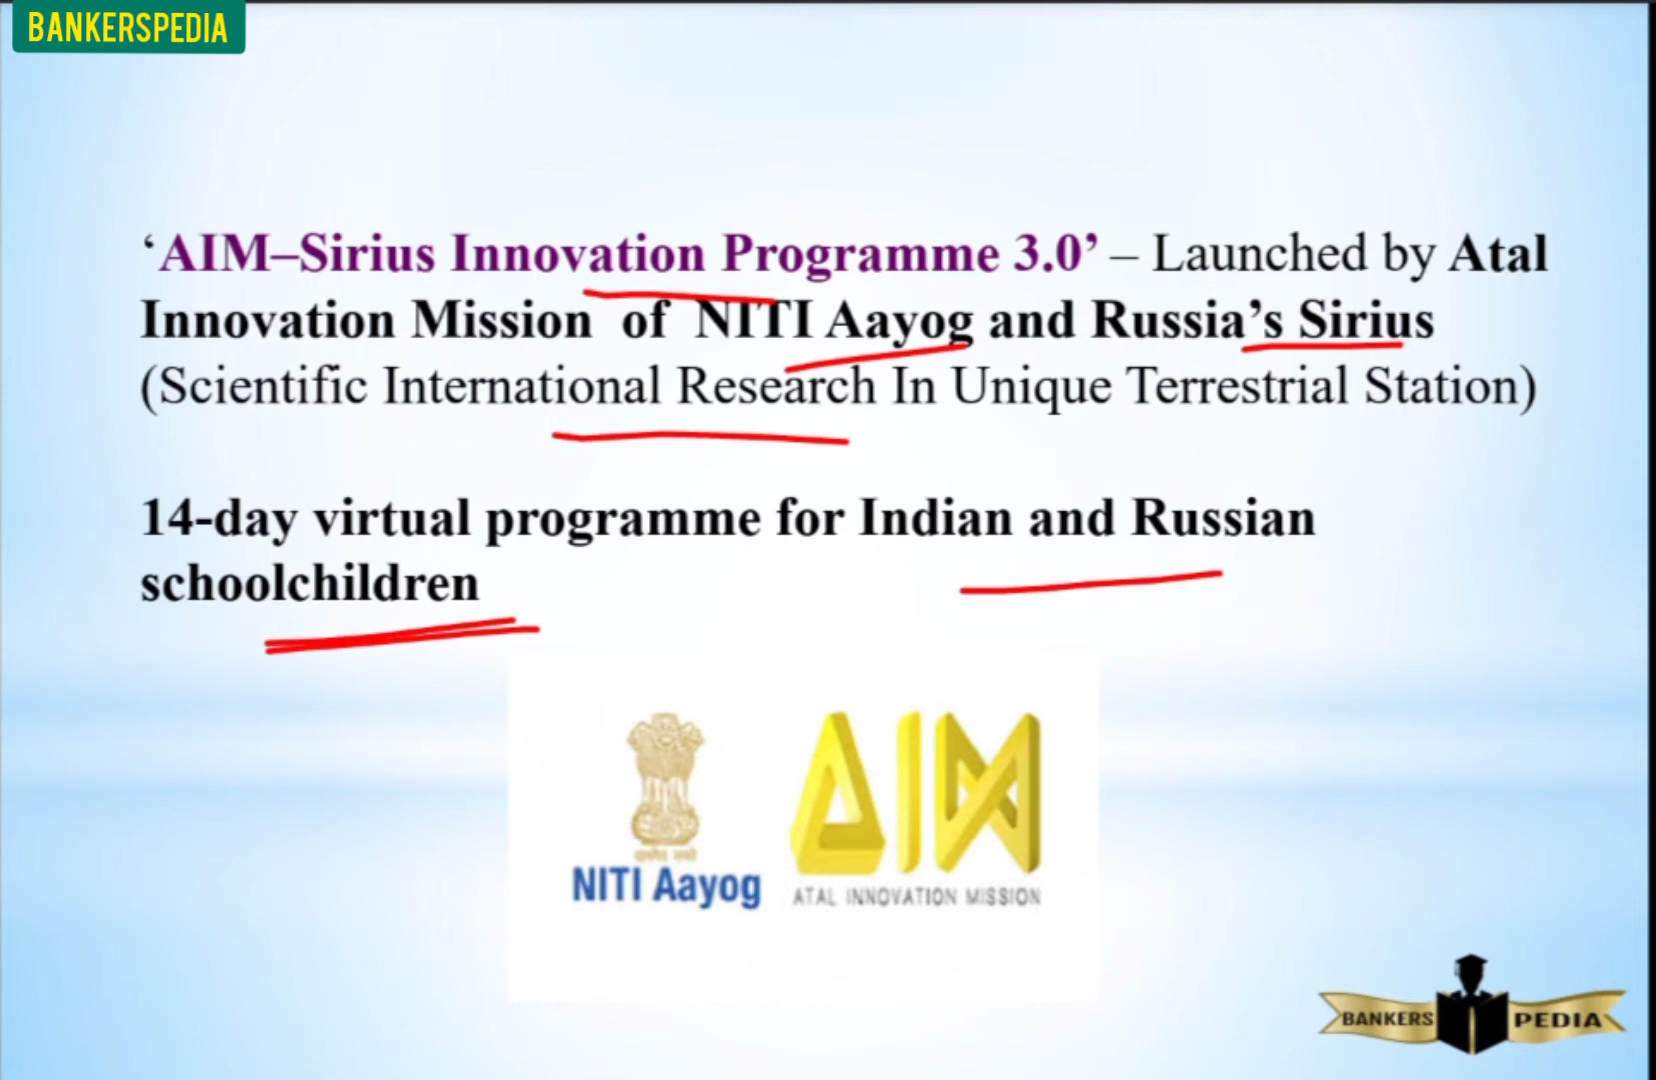 BANKERSPEDIA
‘AIM–Sirius Innovation Programme 3.0’ – Launched by Atal
Innovation Mission of NITI Aayog and Russia’s Sirius
(Scientific International Research In Unique Terrestrial Station)
14-day virtual programme for Indian and Russian
schoolchildren
NITI Aayog
AIM
ATAL INNOVATION MISSION
BANKERS PEDIA